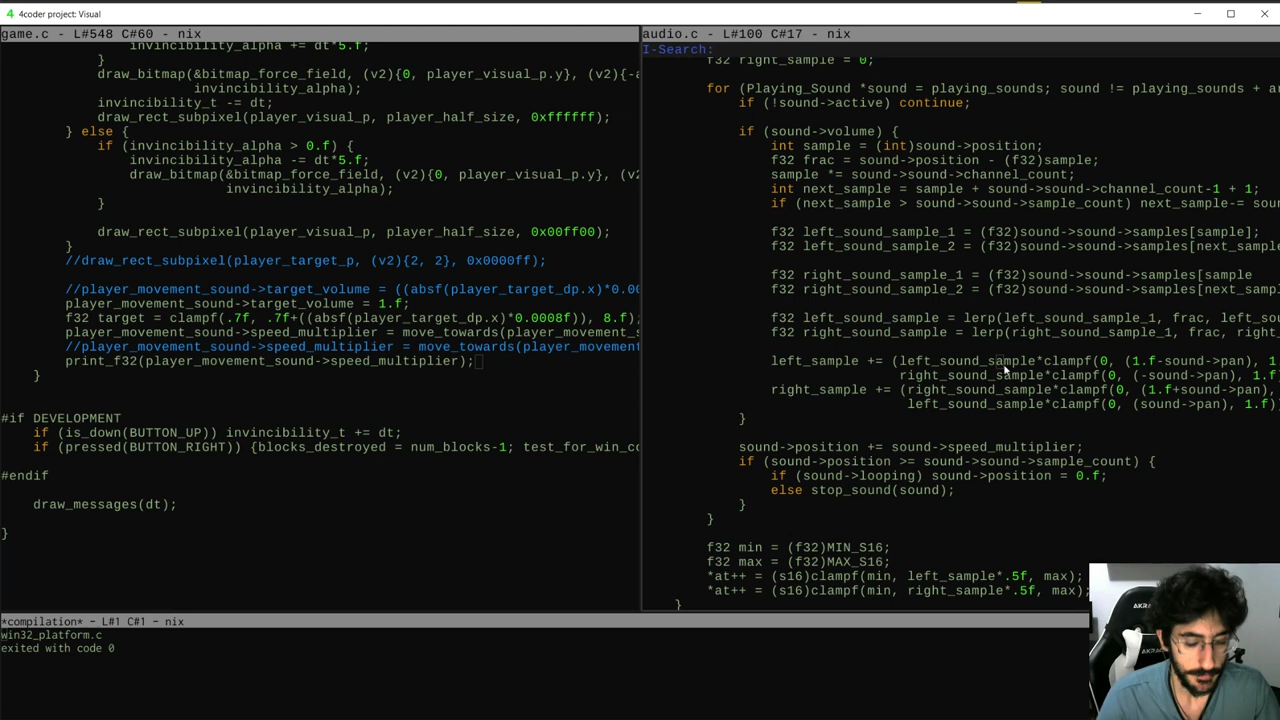 4 4coder project: Visual
game.c - L#548 C#60 - nix
invincibility_alpha += dt*5.f;
}
draw_bitmap(&bitmap_force_field, (v2){0, player_visual_p.y}, (v2){-a
invincibility_alpha);
invincibility_t -= dt;
draw_rect_subpixel(player_visual_p, player_half_size, 0xffffff);
} else {
if (invincibility_alpha > 0.f) {
invincibility_alpha -= dt*5.f;
draw_bitmap(&bitmap_force_field, (v2){0, player_visual_p.y}, (v2
invincibility_alpha);
}
draw_rect_subpixel(player_visual_p, player_half_size, 0x00ff00);
}
//draw_rect_subpixel(player_target_p, (v2){2, 2}, 0x0000ff);
//player_movement_sound->target_volume = ((absf(player_target_dp.x)*0.00
player_movement_sound->target_volume = 1.f;
f32 target = clampf(.7f, .7f+((absf(player_target_dp.x)*0.0008f)), 8.f);
player_movement_sound->speed_multiplier = move_towards(player_movement_s
//player_movement_sound->speed_multiplier = move_towards(player_movement
print_f32(player_movement_sound->speed_multiplier);
}
#if DEVELOPMENT
if (is_down(BUTTON_UP)) invincibility_t += dt;
if (pressed(BUTTON_RIGHT)) {blocks_destroyed = num_blocks-1; test_for_win_co
#endif
draw_messages(dt);
}
audio.c - L#100 C#17 - nix
I-Search:
f32 right_sample = 0;
for (Playing_Sound *sound = playing_sounds; sound != playing_sounds + ar
if (!sound->active) continue;
if (sound->volume) {
int sample = (int)sound->position;
f32 frac = sound->position - (f32)sample;
sample *= sound->sound->channel_count;
int next_sample = sample + sound->sound->channel_count-1 + 1;
if (next_sample > sound->sound->sample_count) next_sample-= soun
f32 left_sound_sample_1 = (f32)sound->sound->samples[sample];
f32 left_sound_sample_2 = (f32)sound->sound->samples[next_sample
f32 right_sound_sample_1 = (f32)sound->sound->samples[sample
f32 right_sound_sample_2 = (f32)sound->sound->samples[next_sampl
f32 left_sound_sample = lerp(left_sound_sample_1, frac, left_sou
f32 right_sound_sample = lerp(right_sound_sample_1, frac, right_
left_sample += (left_sound_sample*clampf(0, (1.f-sound->pan), 1.
right_sound_sample*clampf(0, (-sound->pan), 1.f)
right_sample += (right_sound_sample*clampf(0, (1.f+sound->pan),
left_sound_sample*clampf(0, (sound->pan), 1.f)
}
sound->position += sound->speed_multiplier;
if (sound->position >= sound->sound->sample_count) {
if (sound->looping) sound->position = 0.f;
else stop_sound(sound);
}
}
f32 min = (f32)MIN_S16;
f32 max = (f32)MAX_S16;
*at++ = (s16)clampf(min, left_sample*.5f, max);
*at++ = (s16)clampf(min, right_sample*.5f, max);
}
*compilation* - L#1 C#1 - nix
win32_platform.c
exited with code 0